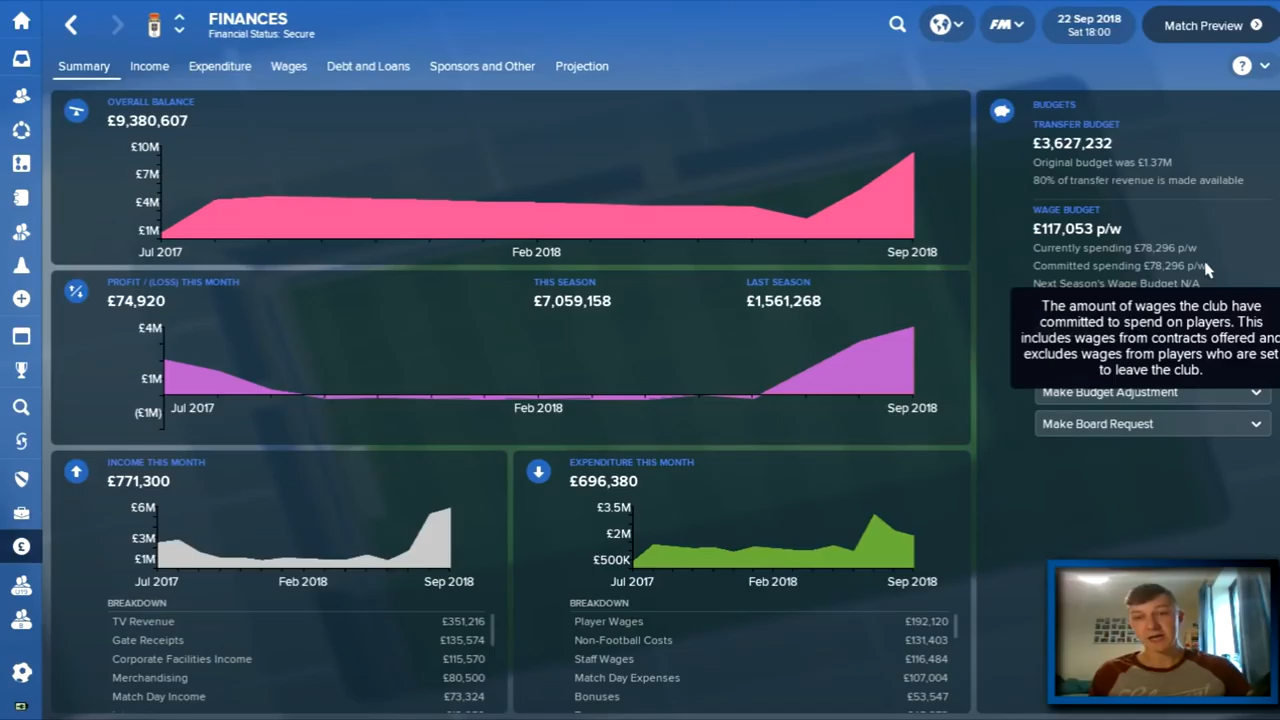 FINANCES
Financial Status: Secure
FM
22 Sep 2018
Sat 18:00
Match Preview
Summary
Income
Expenditure
Wages
Debt and Loans
Sponsors and Other
Projection
?
OVERALL BALANCE
£9,380,607
£10M
£7M
£4M
£1M
Jul 2017
Feb 2018
Sep 2018
PROFIT / (LOSS) THIS MONTH
£74,920
THIS SEASON
£7,059,158
LAST SEASON
£1,561,268
£4M
£1M
(£1M)
Jul 2017
Feb 2018
Sep 2018
INCOME THIS MONTH
£771,300
£6M
£3M
£1M
Jul 2017
Feb 2018
Sep 2018
BREAKDOWN
TV Revenue £351,216
Gate Receipts £135,574
Corporate Facilities Income £115,570
Merchandising £80,500
Match Day Income £73,324
EXPENDITURE THIS MONTH
£696,380
£3.5M
£2M
£500K
Jul 2017
Feb 2018
Sep 2018
BREAKDOWN
Player Wages £192,120
Non-Football Costs £131,403
Staff Wages £116,484
Match Day Expenses £107,004
Bonuses £53,547
BUDGETS
TRANSFER BUDGET
£3,627,232
Original budget was £1.37M
80% of transfer revenue is made available
WAGE BUDGET
£117,053 p/w
Currently spending £78,296 p/w
Committed spending £78,296 p/w
Next Season's Wage Budget N/A
The amount of wages the club have
committed to spend on players. This
includes wages from contracts offered and
excludes wages from players who are set
to leave the club.
Make Budget Adjustment
Make Board Request
£
U19